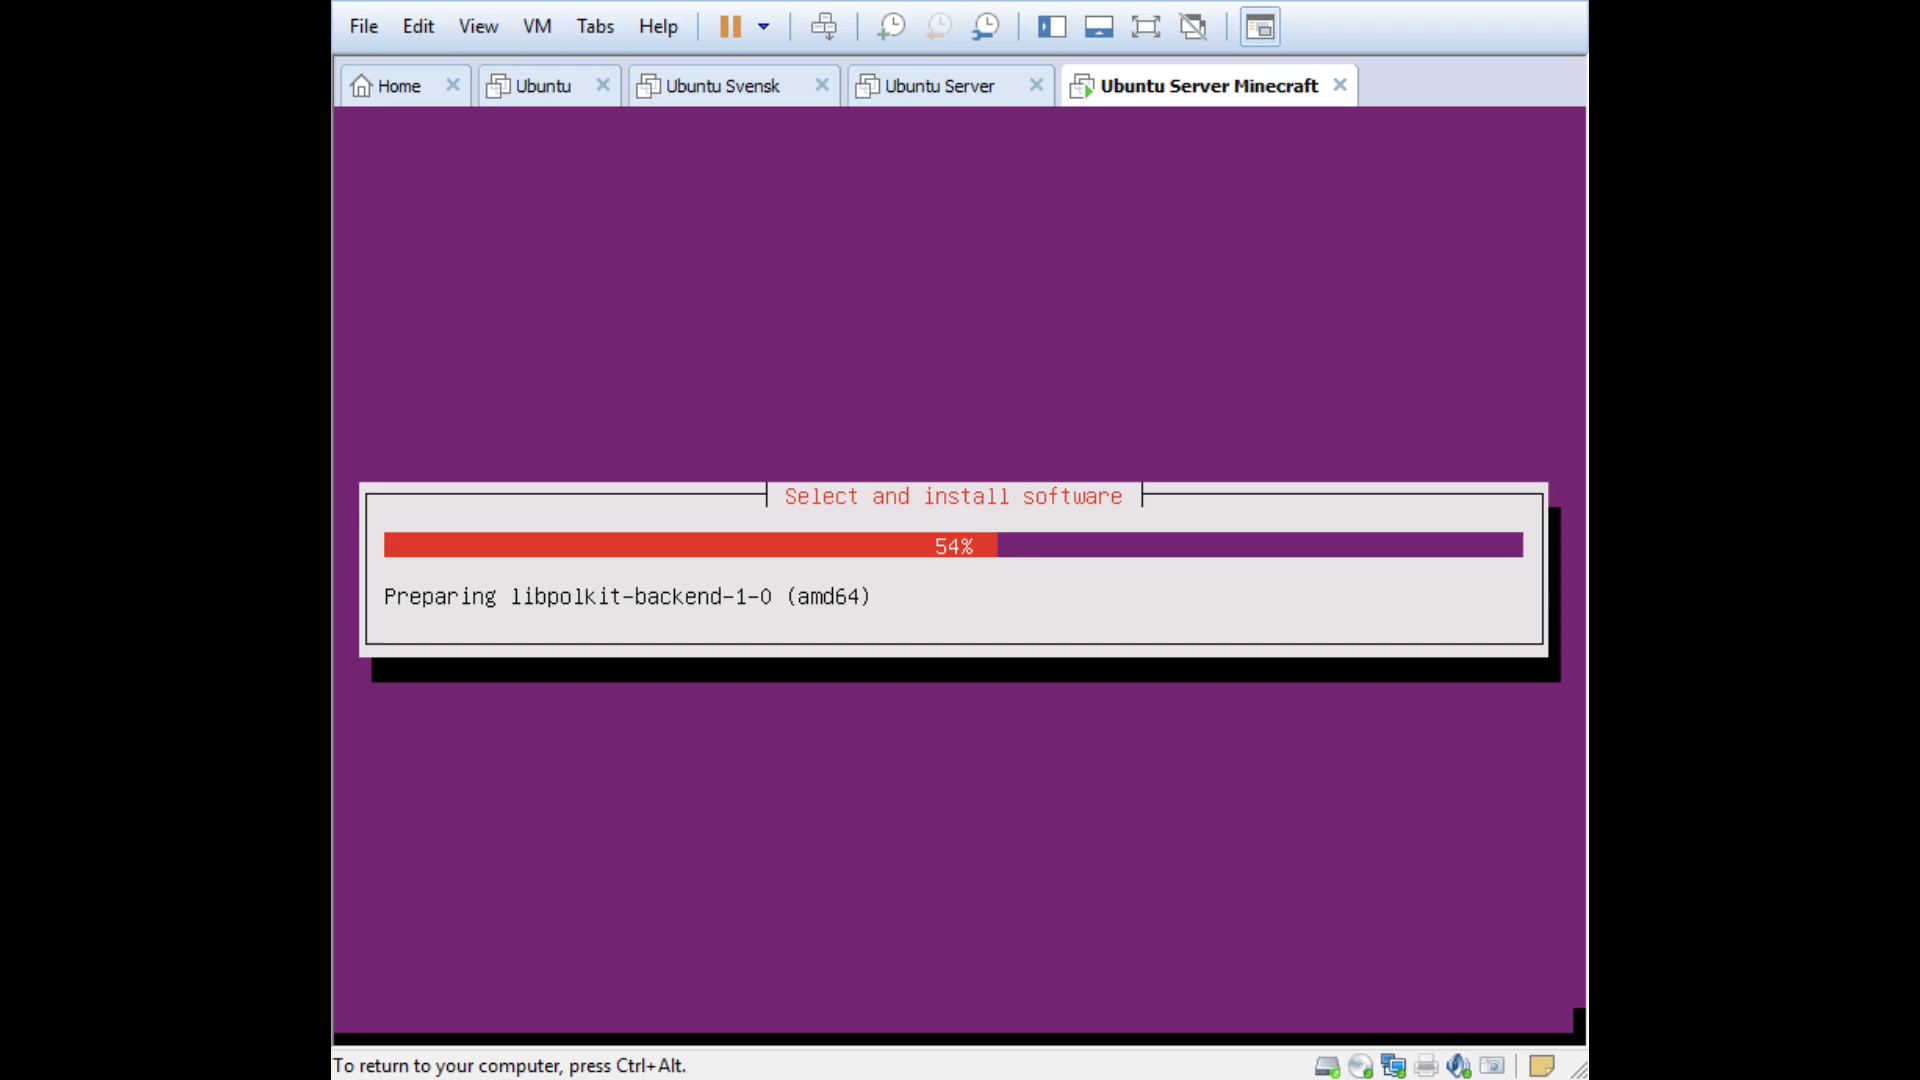 File Edit View VM Tabs Help
Home Ubuntu Ubuntu Svensk Ubuntu Server Ubuntu Server Minecraft
Select and install software
54%
Preparing libpolkit-backend-1-0 (amd64)
To return to your computer, press Ctrl+Alt.